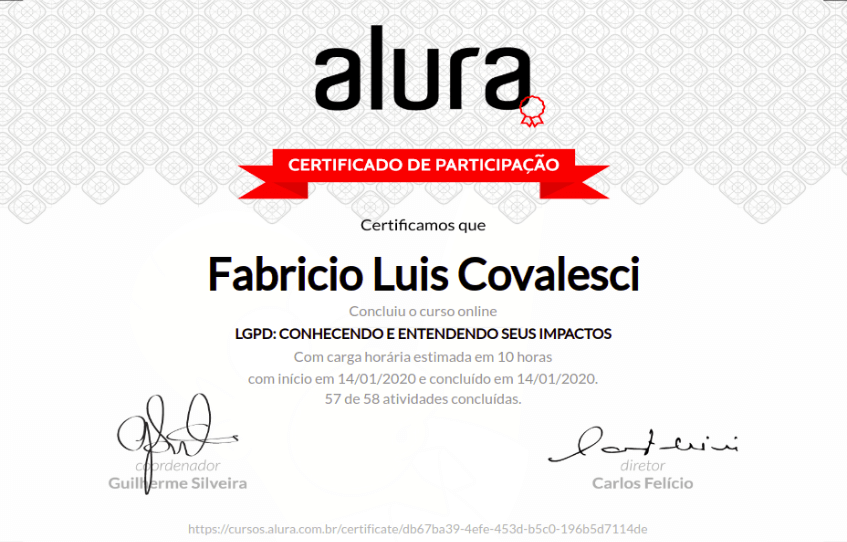 alura
CERTIFICADO DE PARTICIPAÇÃO
Certificamos que
Fabricio Luis Covalesci
Concluiu o curso online
LGPD: CONHECENDO E ENTENDENDO SEUS IMPACTOS
Com carga horária estimada em 10 horas
com início em 14/01/2020 e concluído em 14/01/2020.
57 de 58 atividades concluídas.
coordenador
Guilherme Silveira
diretor
Carlos Felício
https://cursos.alura.com.br/certificate/db67ba39-4efe-453d-b5c0-196b5d7114de